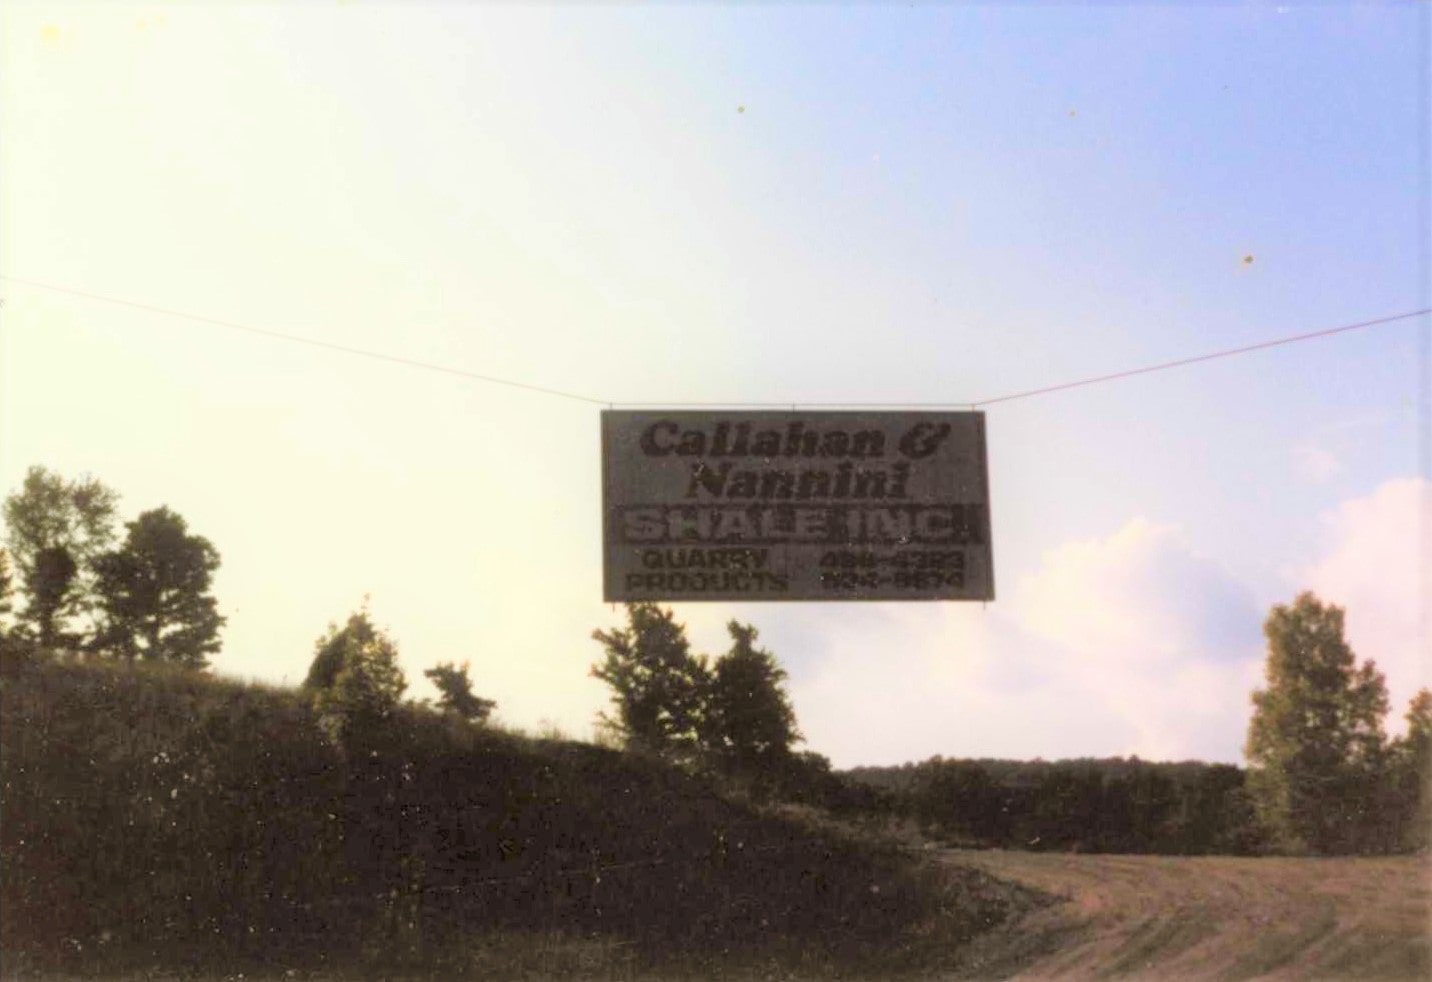 Callahan &
Nannini
SHALE INC.
QUARRY
PRODUCTS